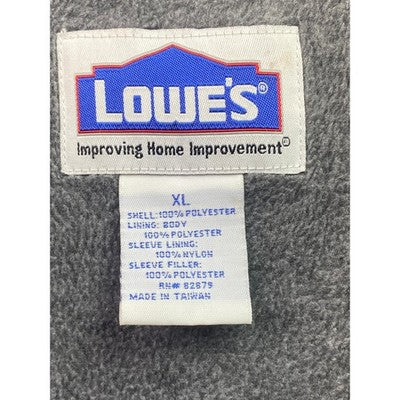 LOWE'S®
Improving Home Improvement®
XL
SHELL: 100% POLYESTER
LINING: BODY
100% POLYESTER
SLEEVE LINING:
100% NYLON
SLEEVE FILLER:
100% POLYESTER
RN# 82679
MADE IN TAIWAN